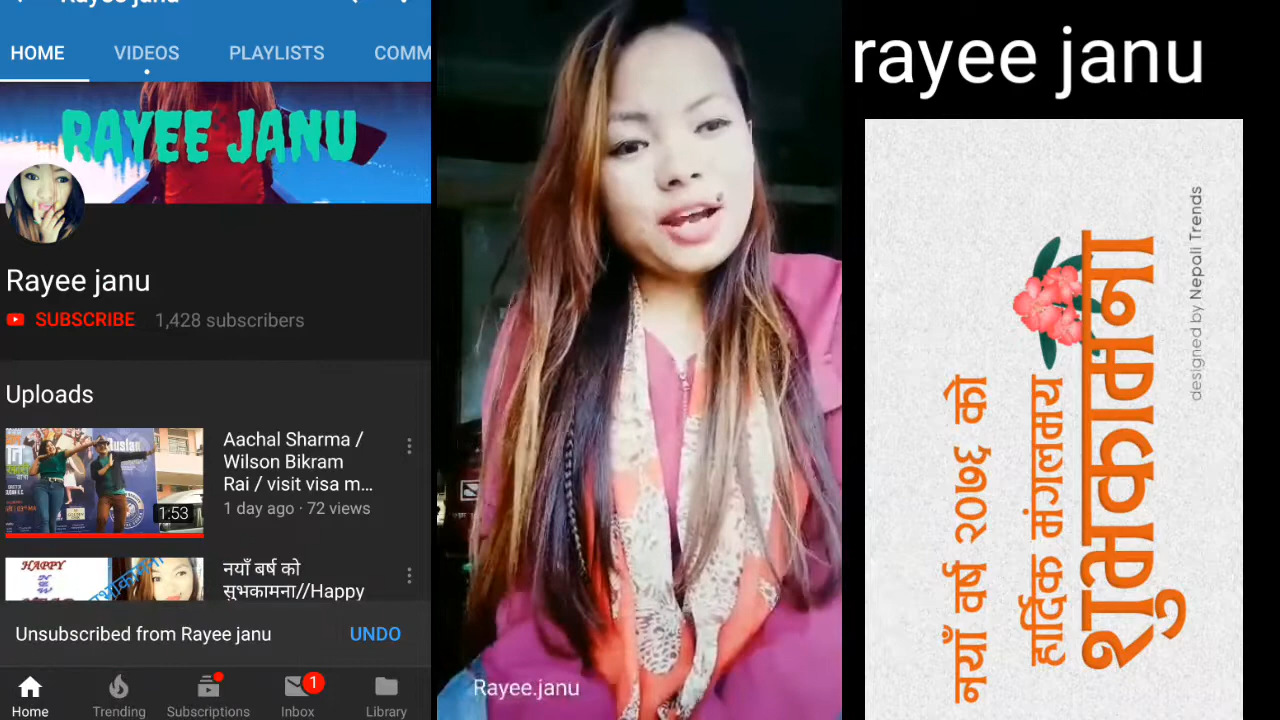 Rayee janu
HOME VIDEOS PLAYLISTS COMM
RAYEE JANU
Rayee janu
SUBSCRIBE 1,428 subscribers
Uploads
Aachal Sharma /
Wilson Bikram
Rai / visit visa m...
1 day ago · 72 views
1:53
HAPPY
NEW
नयाँ बर्ष को
सुभकामना//Happy
Unsubscribed from Rayee janu UNDO
1
Home Trending Subscriptions Inbox Library
Rayee.janu
rayee janu
नयाँ वर्ष २०७६ को
हार्दिक मंगलमय
शुभकामना
designed by Nepali Trends